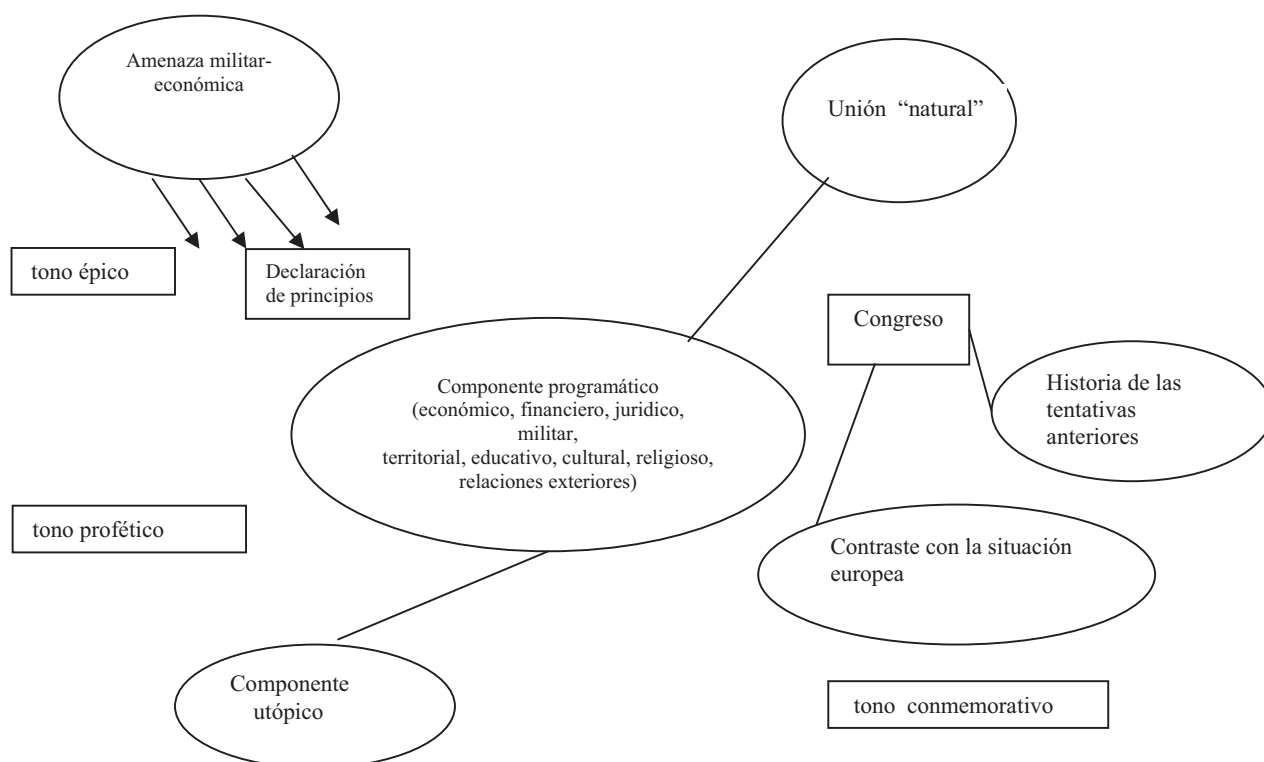 Amenaza militar-
económica
Unión “natural”
tono épico
Declaración
de principios
Congreso
Historia de las
tentativas
anteriores
Componente programático
(económico, financiero, juridico,
militar,
territorial, educativo, cultural, religioso,
relaciones exteriores)
tono profético
Contraste con la situación
europea
Componente
utópico
tono conmemorativo